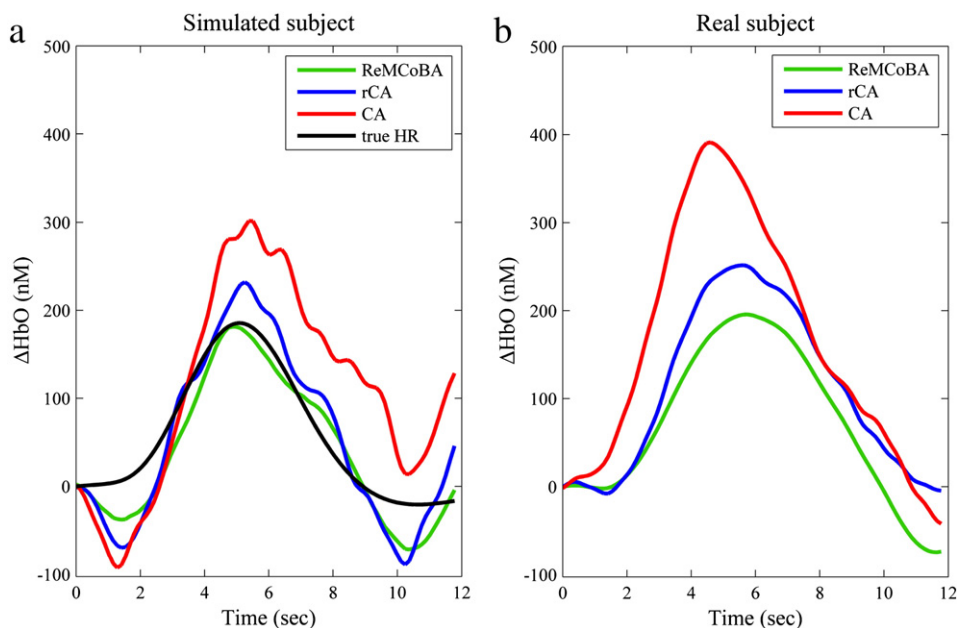 a
Simulated subject
500
400
300
200
100
0
-100
ΔHbO (nM)
ReMCoBA
rCA
CA
true HR
0 2 4 6 8 10 12
Time (sec)
b
Real subject
500
400
300
200
100
0
-100
ΔHbO (nM)
ReMCoBA
rCA
CA
0 2 4 6 8 10 12
Time (sec)